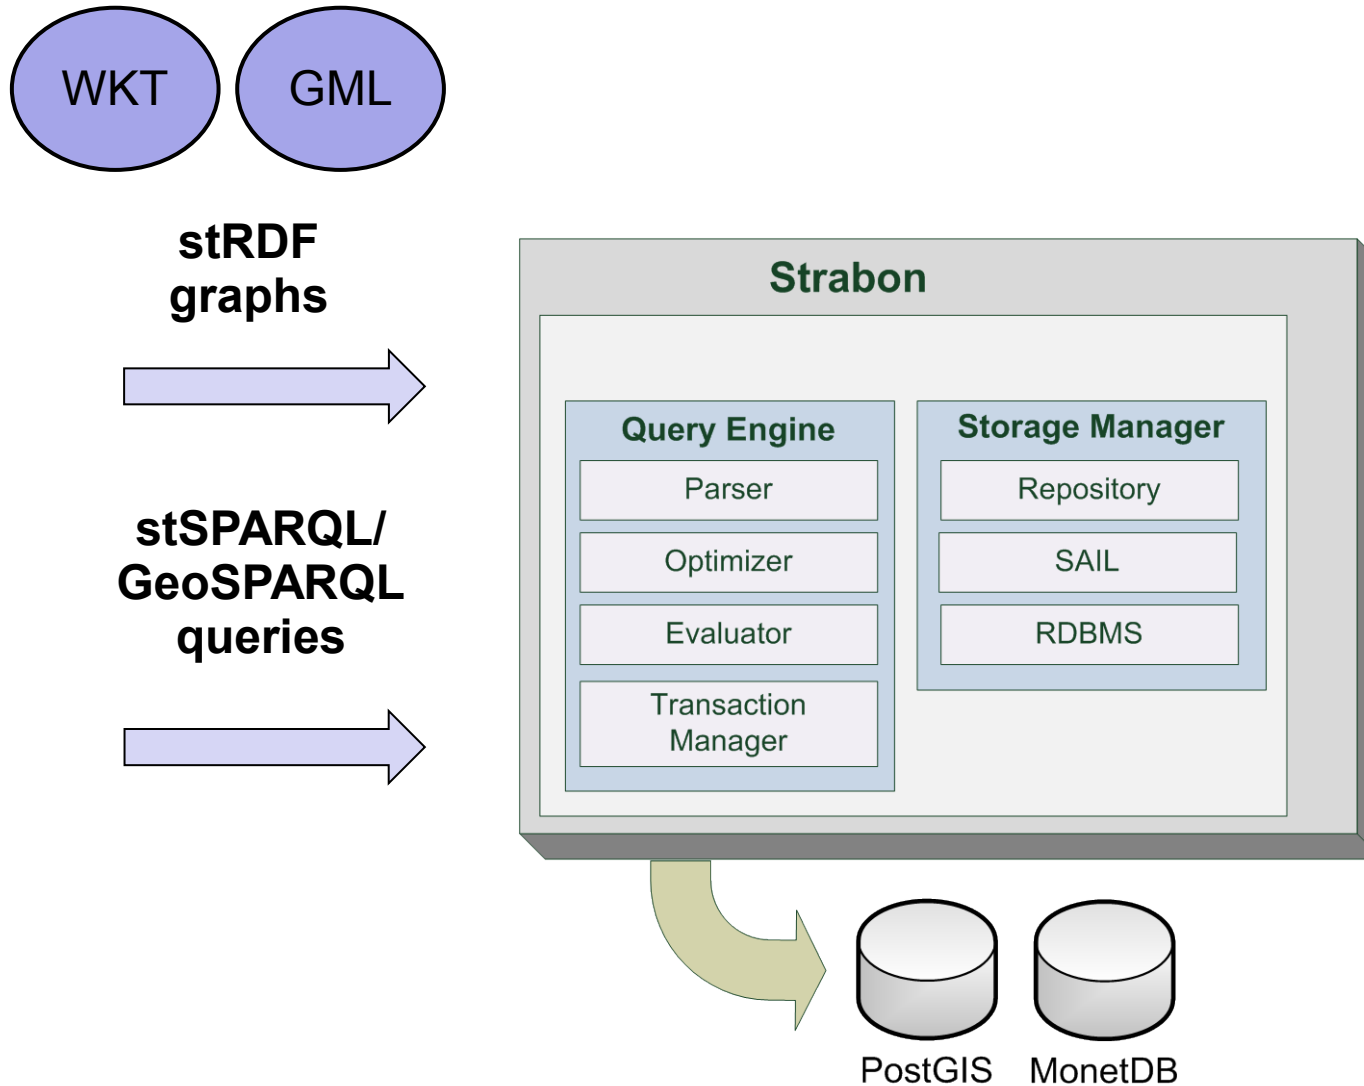 WKT
GML
stRDF
graphs
stSPARQL/
GeoSPARQL
queries
Strabon
Query Engine
Parser
Optimizer
Evaluator
Transaction
Manager
Storage Manager
Repository
SAIL
RDBMS
PostGIS
MonetDB